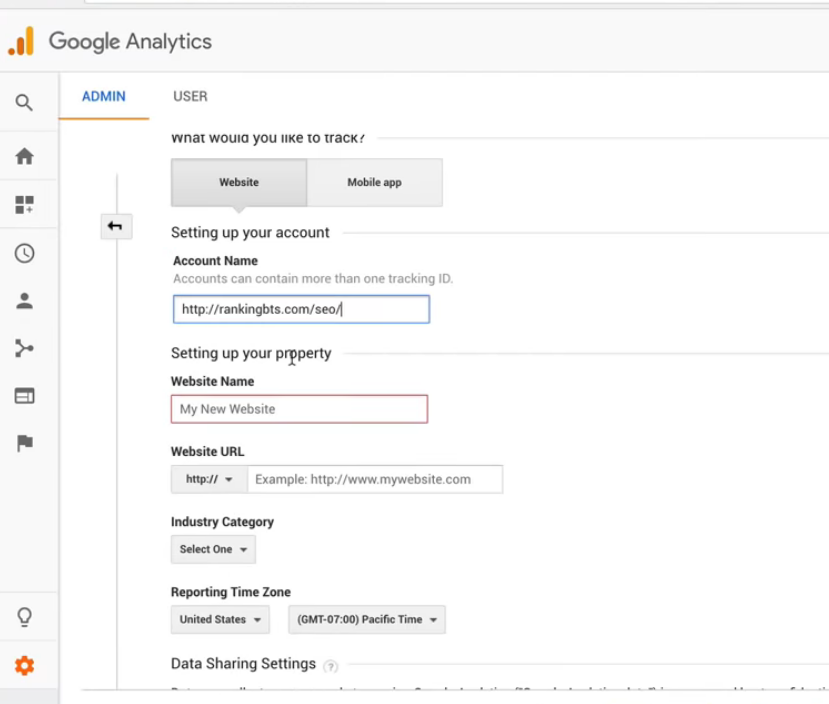 Google Analytics
ADMIN USER
What would you like to track?
Website Mobile app
Setting up your account
Account Name
Accounts can contain more than one tracking ID.
http://rankingbts.com/seo/
Setting up your property
Website Name
My New Website
Website URL
http:// Example: http://www.mywebsite.com
Industry Category
Select One
Reporting Time Zone
United States (GMT-07:00) Pacific Time
Data Sharing Settings ?